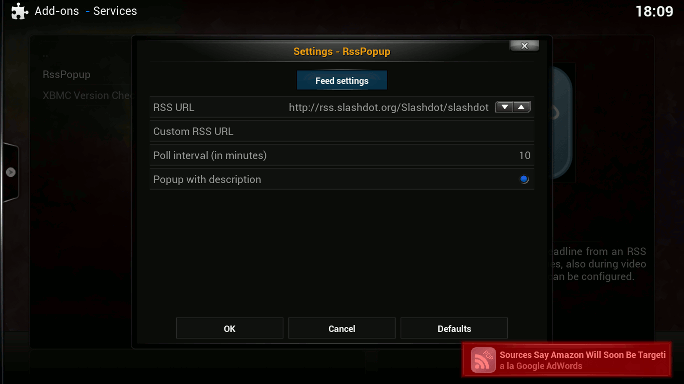 Add-ons - Services
18:09
Settings - RssPopup
Feed settings
RssPopup
XBMC Version Che
RSS URL http://rss.slashdot.org/Slashdot/slashdot
Custom RSS URL
Poll interval (in minutes) 10
Popup with description
adline from an RSS
es, also during video
an be configured.
OK Cancel Defaults
Sources Say Amazon Will Soon Be Targeti
a la Google AdWords